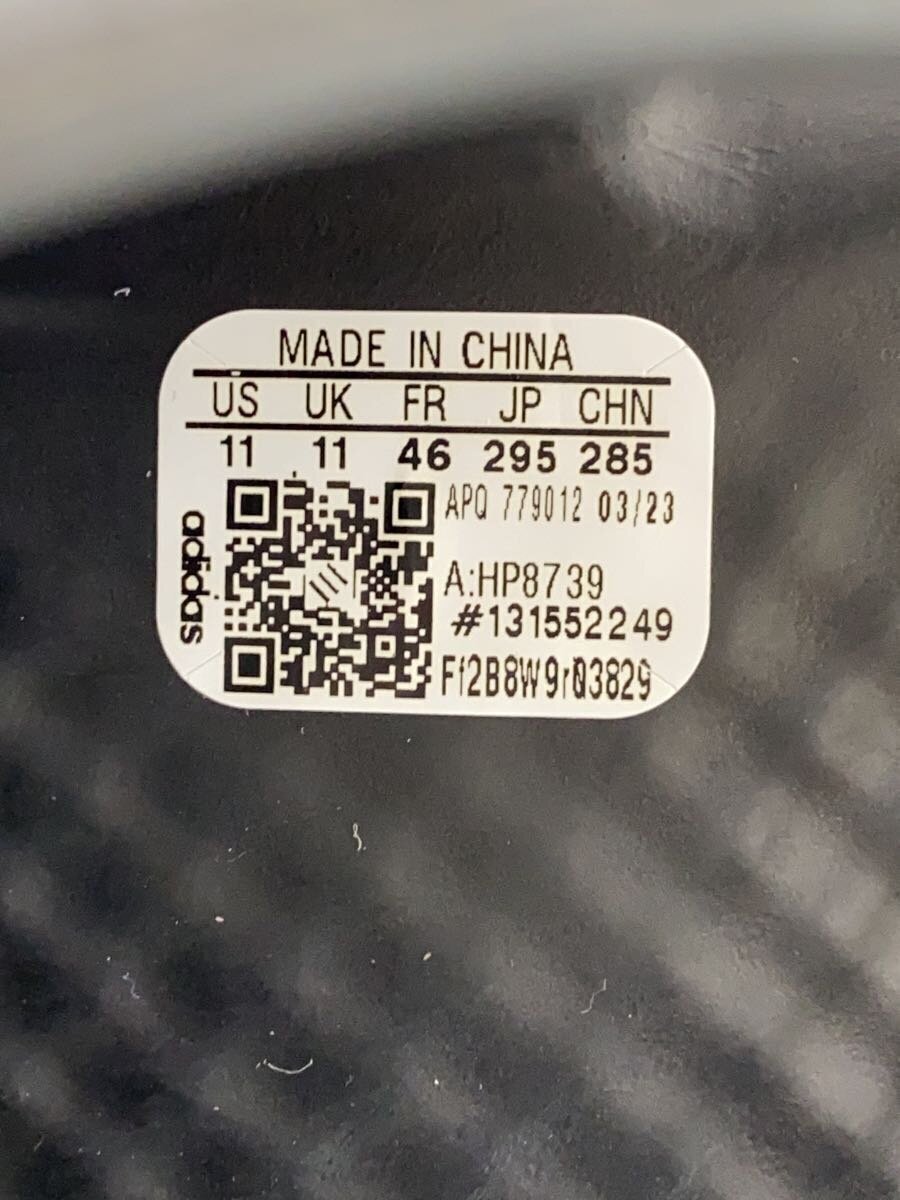 MADE IN CHINA
US UK FR JP CHN
11 11 46 295 285
adidas
APQ 779012 03/23
A:HP8739
#131552249